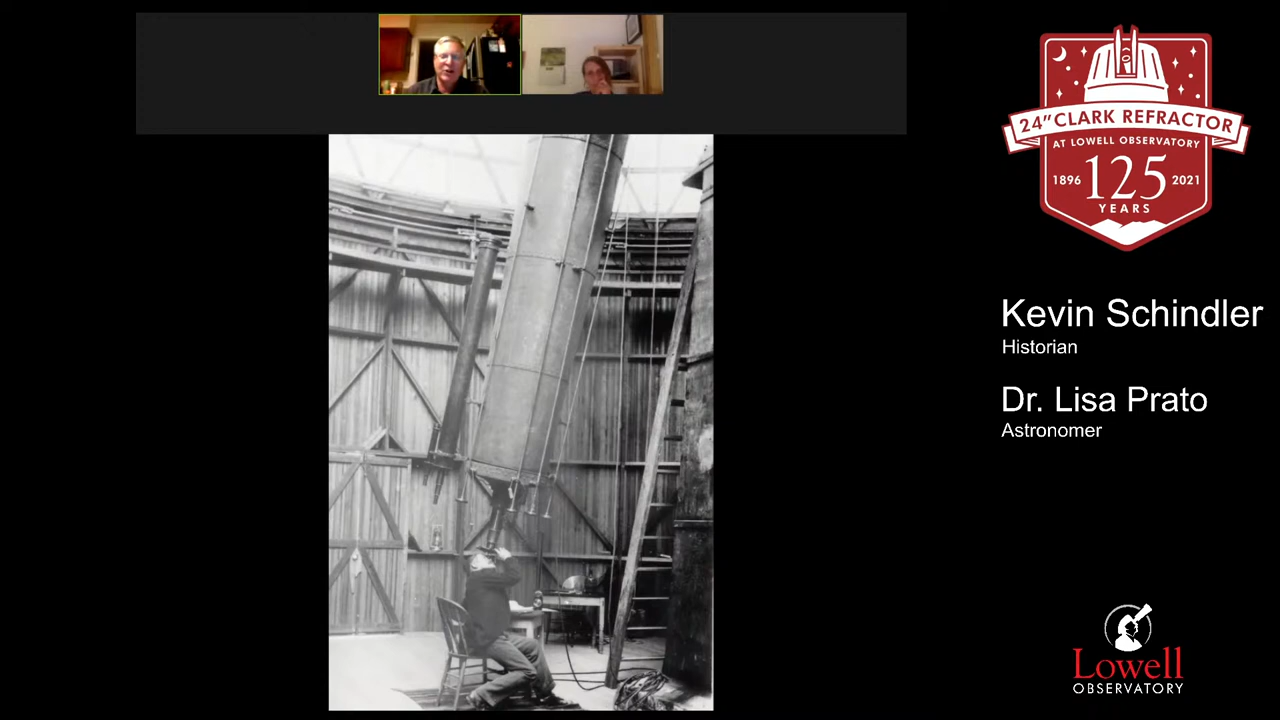 24" CLARK REFRACTOR
AT LOWELL OBSERVATORY
1896 125 2021
YEARS
Kevin Schindler
Historian
Dr. Lisa Prato
Astronomer
Lowell
OBSERVATORY